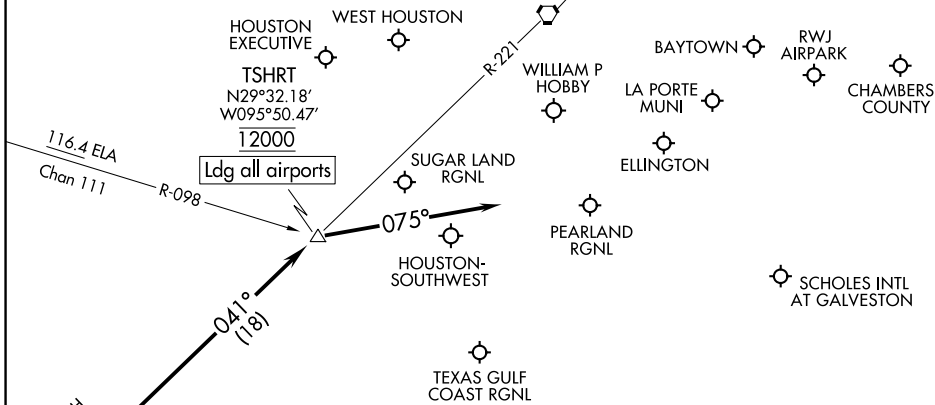 HOUSTON
EXECUTIVE
WEST HOUSTON
TSHRT
N29°32.18'
W095°50.47'
12000
Ldg all airports
116.4 ELA
Chan 111
R-098
R-221
WILLIAM P
HOBBY
BAYTOWN
RWJ
AIRPARK
LA PORTE
MUNI
CHAMBERS
COUNTY
ELLINGTON
SUGAR LAND
RGNL
075°
HOUSTON-
SOUTHWEST
PEARLAND
RGNL
SCHOLES INTL
AT GALVESTON
041°
(18)
TEXAS GULF
COAST RGNL